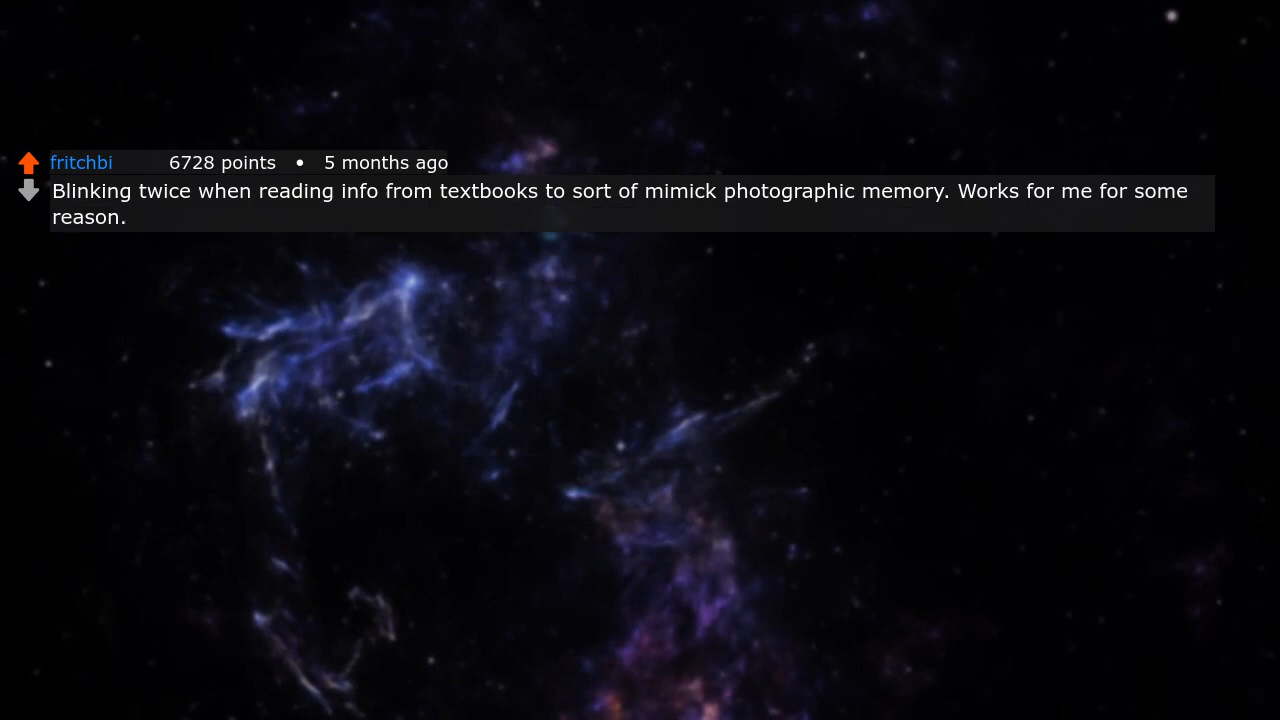 fritchbi 6728 points • 5 months ago
Blinking twice when reading info from textbooks to sort of mimick photographic memory. Works for me for some
reason.